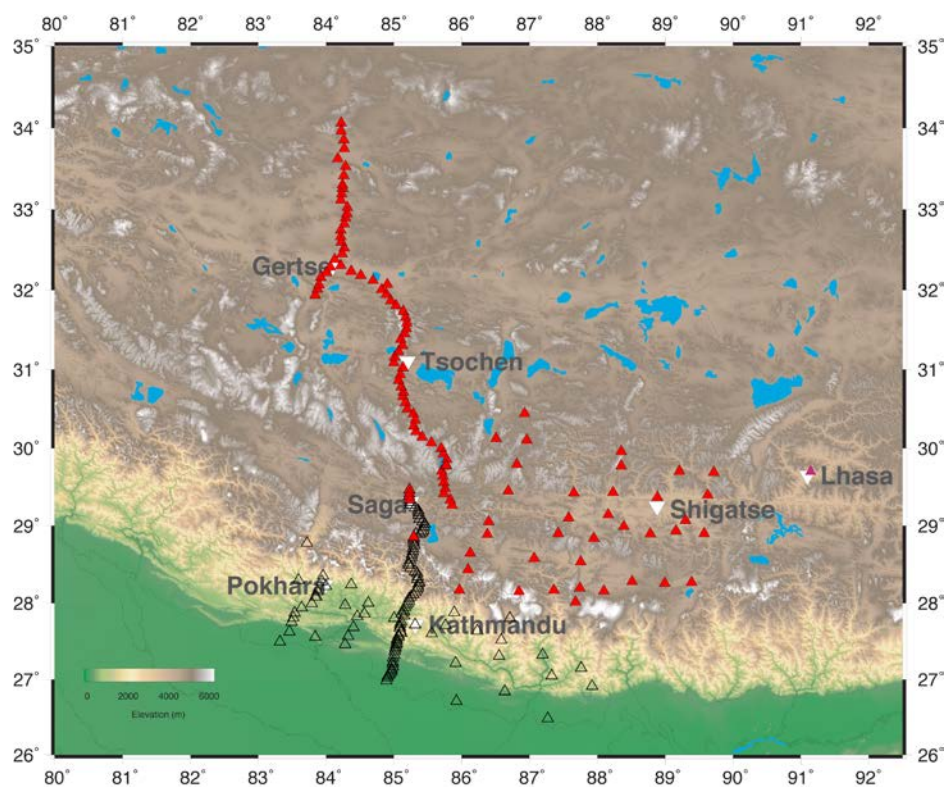 80° 81° 82° 83° 84° 85° 86° 87° 88° 89° 90° 91° 92°
35° 35°
34° 34°
33° 33°
Gertse
32° 32°
Tsochen
31° 31°
30° 30°
Lhasa
Saga
Shigatse
29° 29°
Pokhara
28° 28°
Kathmandu
27° 27°
0 2000 4000 6000
Elevation (m)
26° 26°
80° 81° 82° 83° 84° 85° 86° 87° 88° 89° 90° 91° 92°